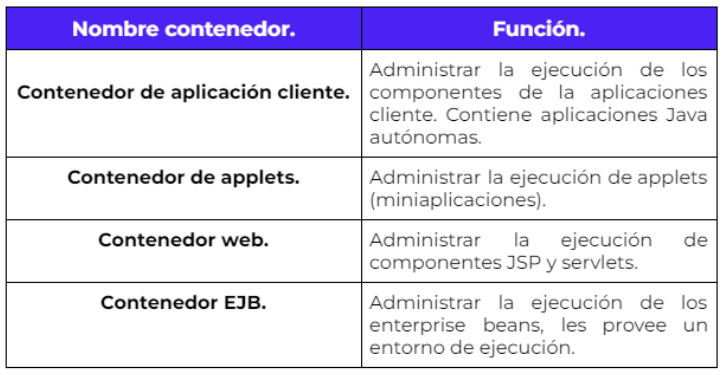 Nombre contenedor.
Función.
Contenedor de aplicación cliente.
Administrar la ejecución de los
componentes de la aplicaciones
cliente. Contiene aplicaciones Java
autónomas.
Contenedor de applets.
Administrar la ejecución de applets
(miniaplicaciones).
Contenedor web.
Administrar la ejecución de
componentes JSP y servlets.
Contenedor EJB.
Administrar la ejecución de los
enterprise beans, les provee un
entorno de ejecución.